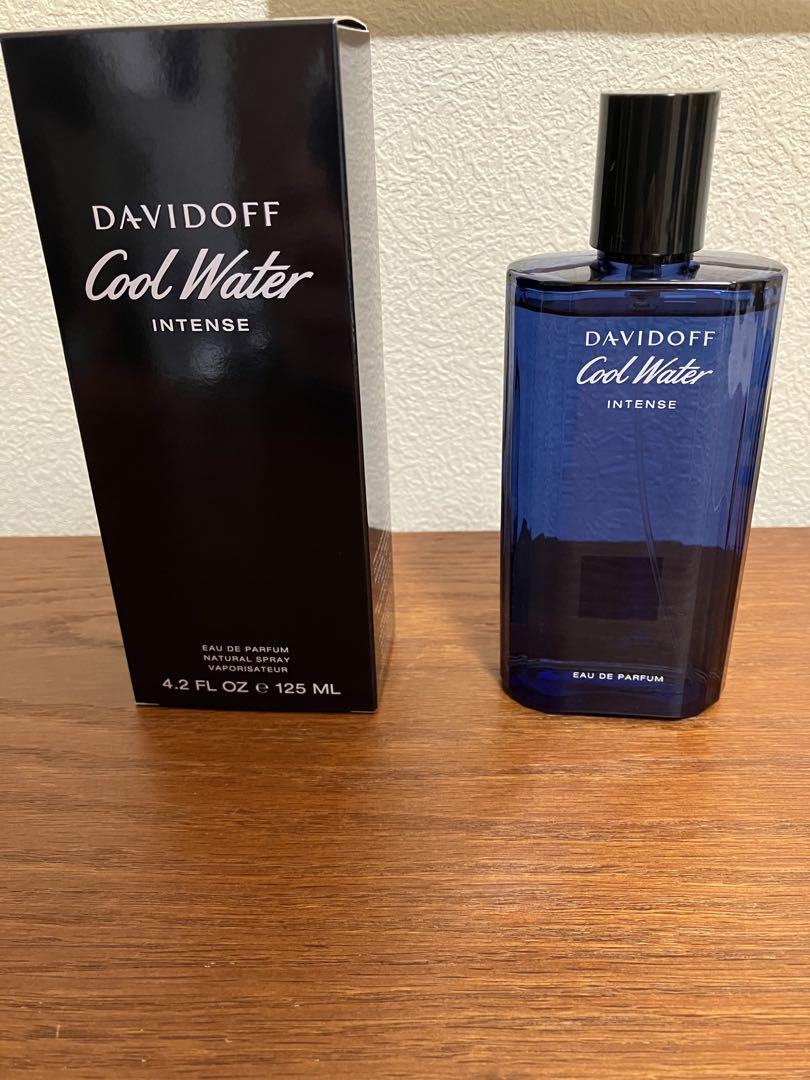 DAVIDOFF
Cool Water
INTENSE
EAU DE PARFUM
NATURAL SPRAY
VAPORISATEUR
4.2 FL OZ ℮ 125 ML
DAVIDOFF
Cool Water
INTENSE
EAU DE PARFUM